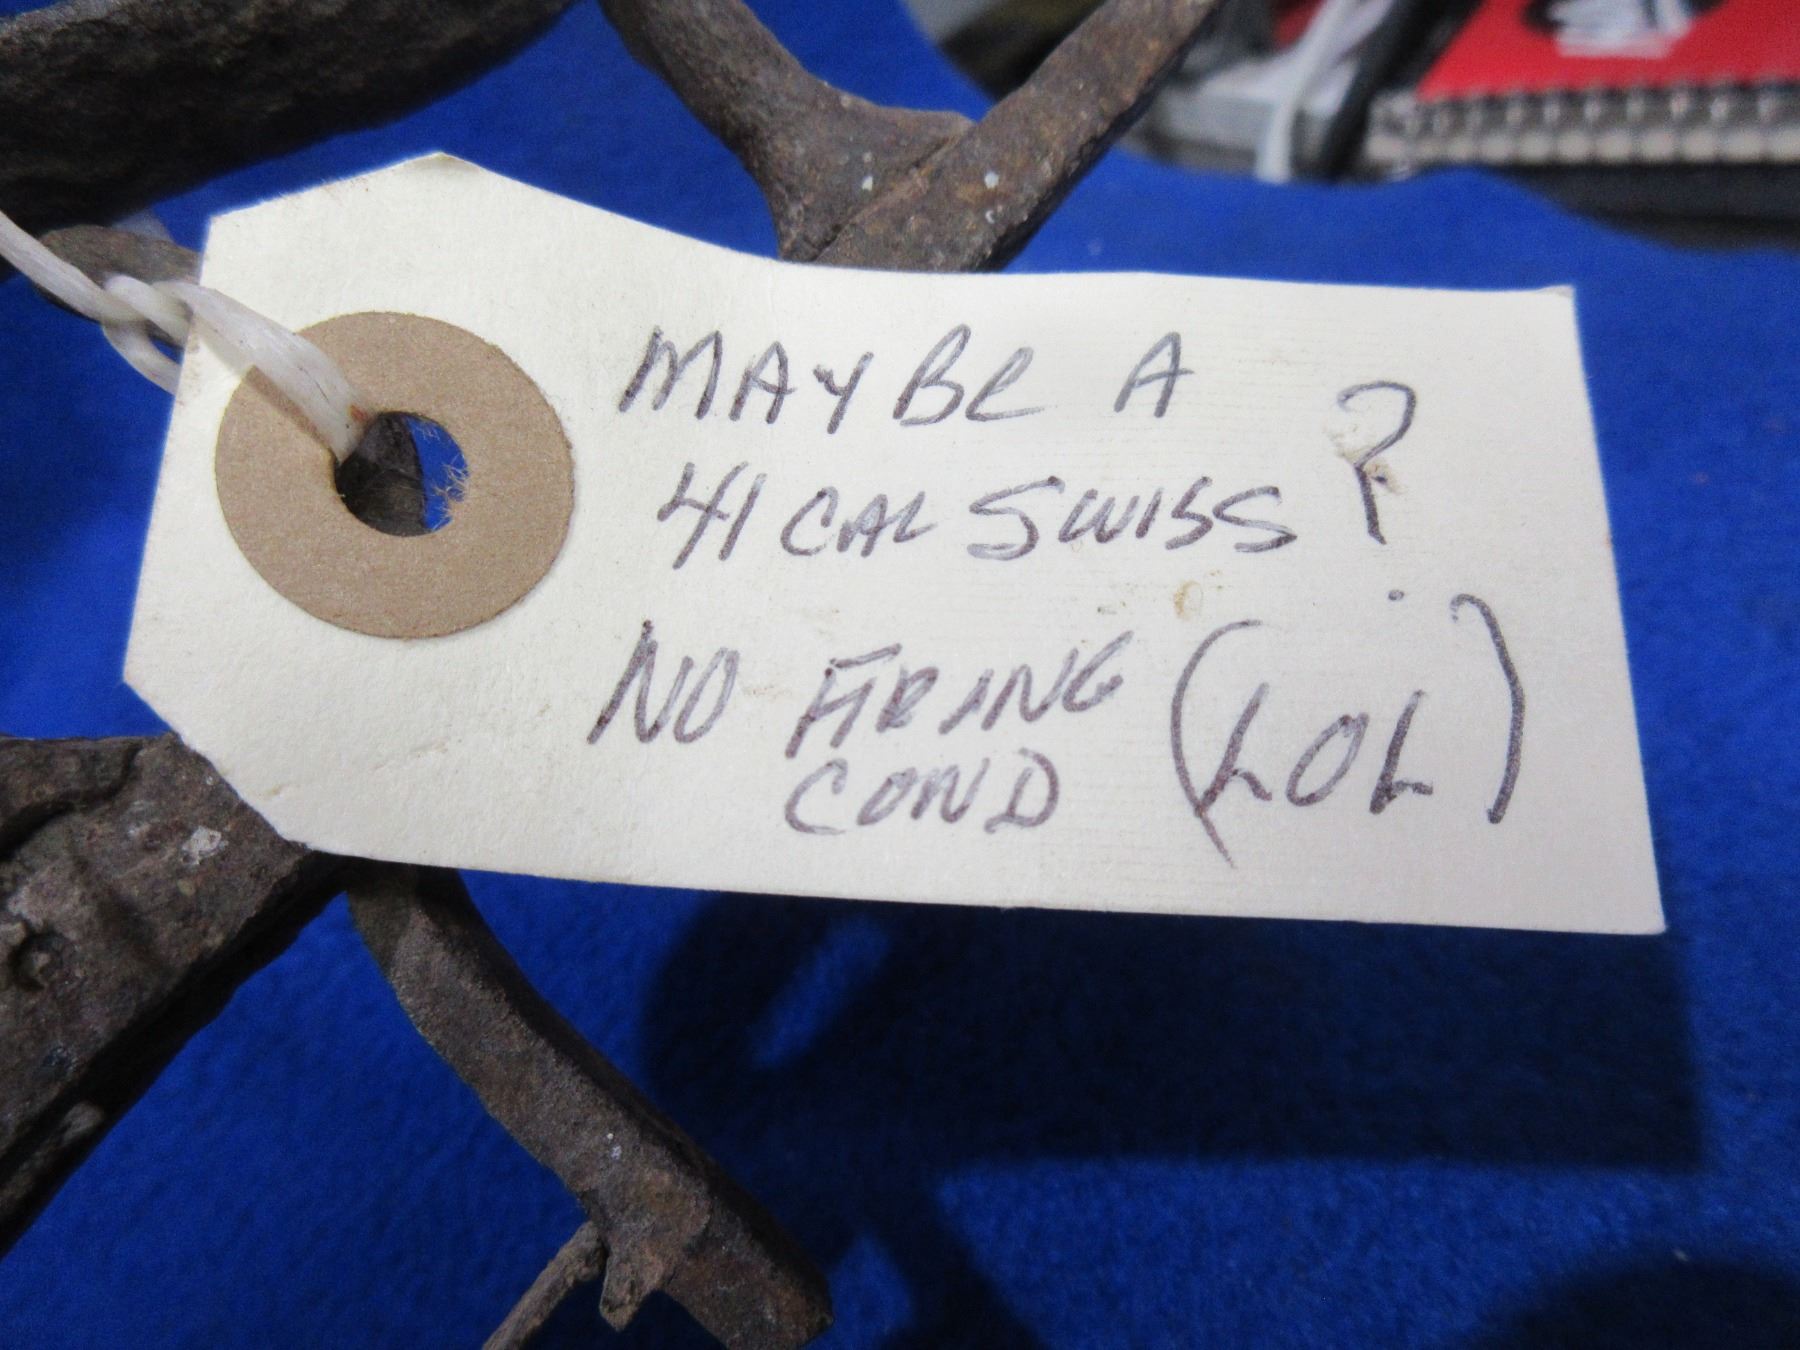 MAYBE A
41 CAL SWISS ?
NO FIRING (LOL)
COND